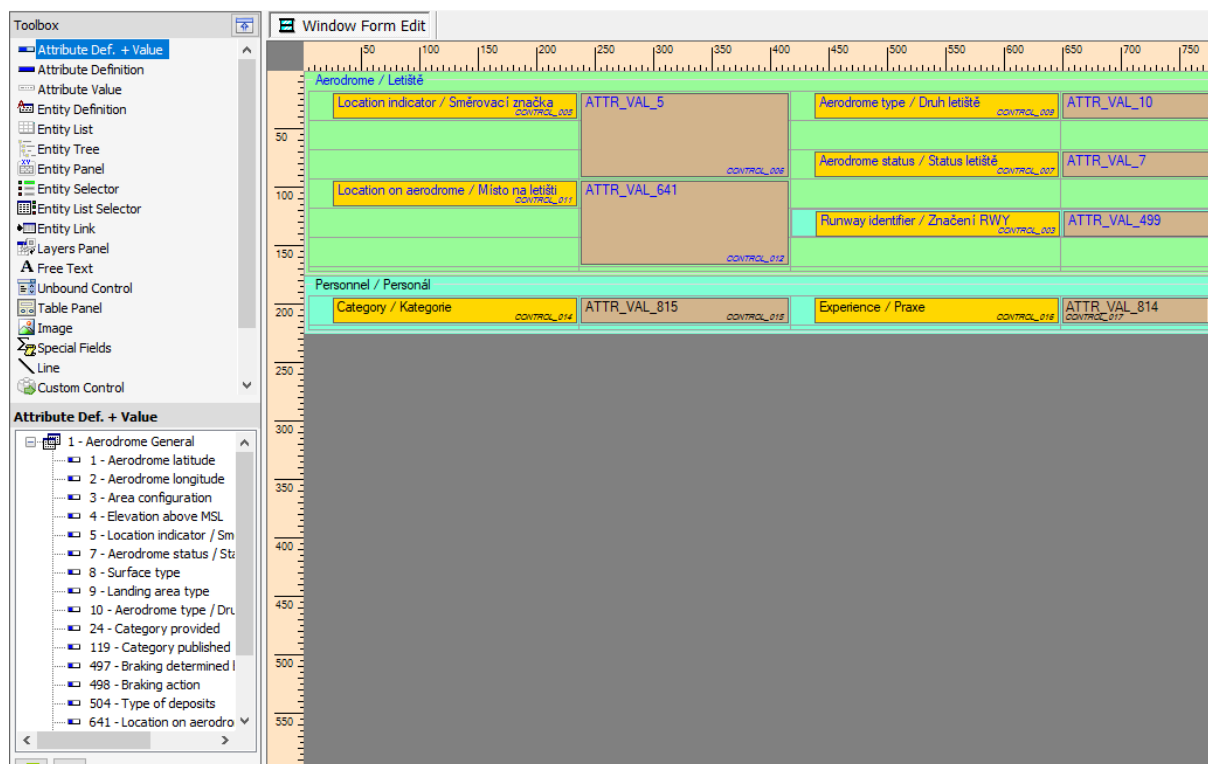 Toolbox
Attribute Def. + Value
Attribute Definition
Attribute Value
Entity Definition
Entity List
Entity Tree
Entity Panel
Entity Selector
Entity List Selector
Entity Link
Layers Panel
Free Text
Unbound Control
Table Panel
Image
Special Fields
Line
Custom Control
Attribute Def. + Value
1 - Aerodrome General
1 - Aerodrome latitude
2 - Aerodrome longitude
3 - Area configuration
4 - Elevation above MSL
5 - Location indicator / Sm
7 - Aerodrome status / Sta
8 - Surface type
9 - Landing area type
10 - Aerodrome type / Dru
24 - Category provided
119 - Category published
497 - Braking determined
498 - Braking action
504 - Type of deposits
641 - Location on aerodro
Window Form Edit
50 100 150 200 250 300 350 400 450 500 550 600 650 700 750
Aerodrome / Letiště
Location indicator / Směrovací značka CONTROL_005 ATTR_VAL_5 CONTROL_006 Aerodrome type / Druh letiště CONTROL_009 ATTR_VAL_10
50
Aerodrome status / Status letiště CONTROL_007 ATTR_VAL_7
100 Location on aerodrome / Místo na letišti CONTROL_011 ATTR_VAL_641 CONTROL_012
Runway identifier / Značení RWY CONTROL_003 ATTR_VAL_499
150
Personnel / Personál
200 Category / Kategorie CONTROL_014 ATTR_VAL_815 CONTROL_015 Experience / Praxe CONTROL_016 ATTR_VAL_814 CONTROL_017
250
300
350
400
450
500
550